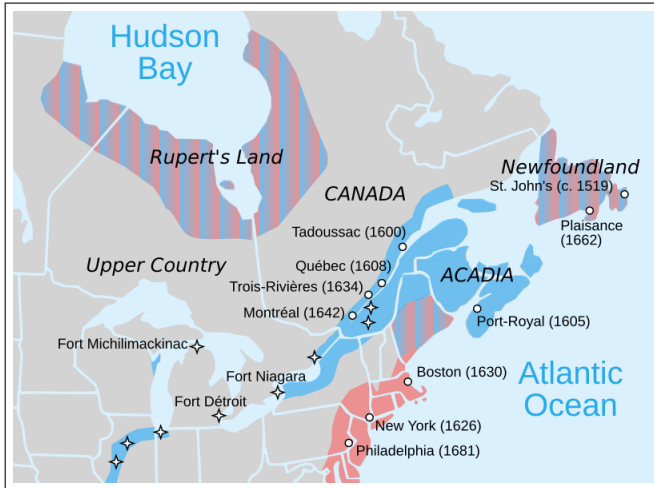 Hudson
Bay
Rupert's Land
Newfoundland
St. John's (c. 1519)
CANADA
Plaisance
(1662)
Tadoussac (1600)
Upper Country
Québec (1608)
ACADIA
Trois-Rivières (1634)
Montréal (1642)
Port-Royal (1605)
Fort Michilimackinac
Boston (1630)
Fort Niagara
Atlantic
Ocean
Fort Détroit
New York (1626)
Philadelphia (1681)